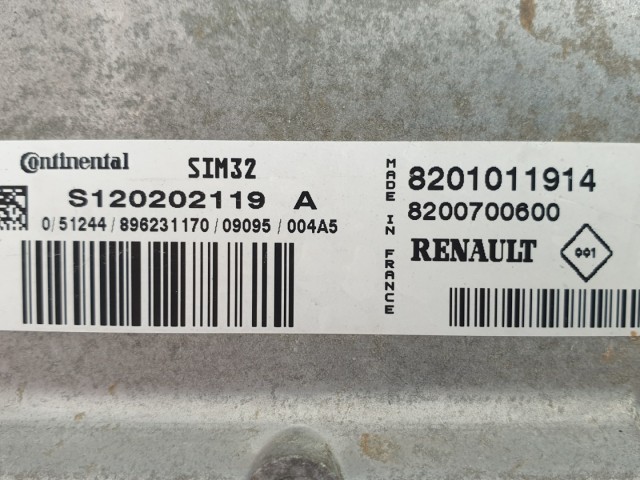 Continental SIM32
S120202119 A
0/51244/896231170/09095/004A5
MADE IN FRANCE
8201011914
8200700600
RENAULT 001